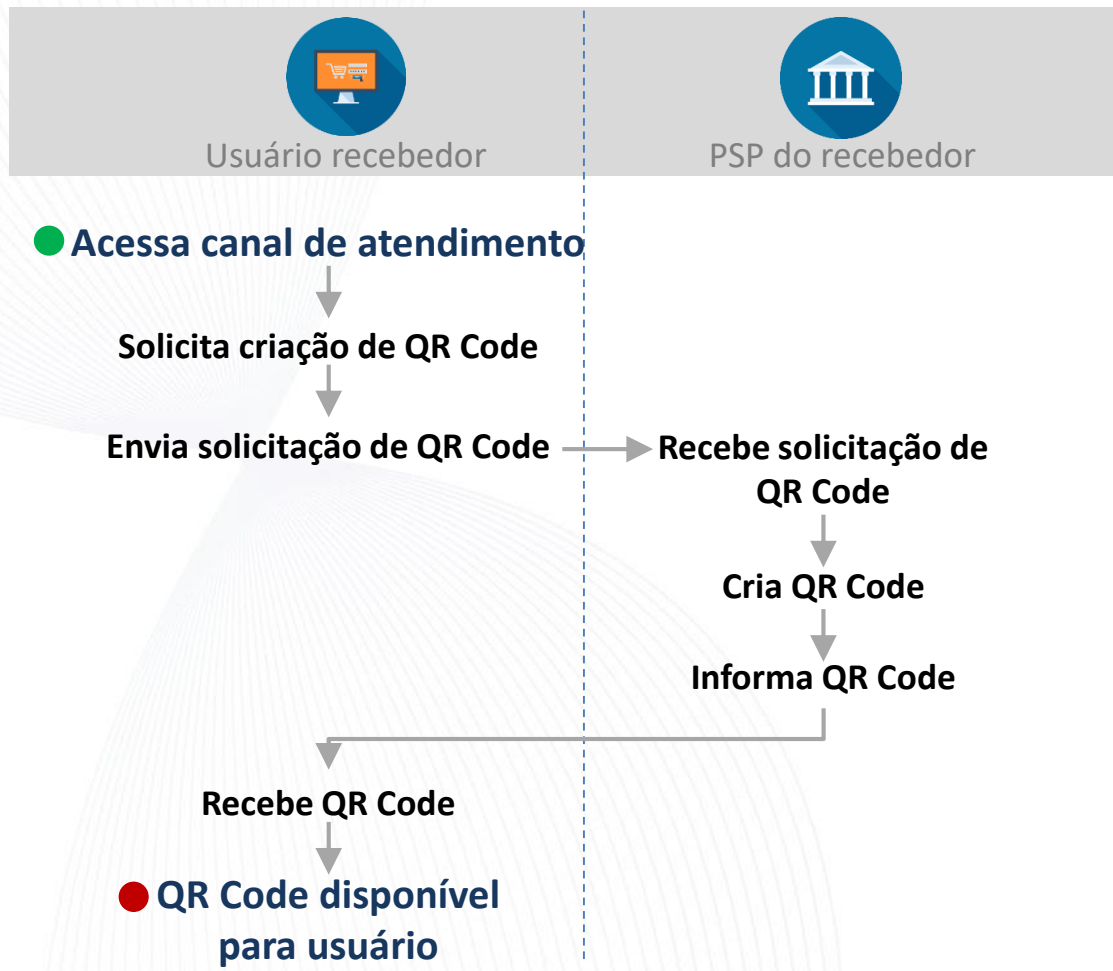 Usuário recebedor
PSP do recebedor
Acessa canal de atendimento
Solicita criação de QR Code
Envia solicitação de QR Code
Recebe solicitação de
QR Code
Cria QR Code
Informa QR Code
Recebe QR Code
QR Code disponível
para usuário